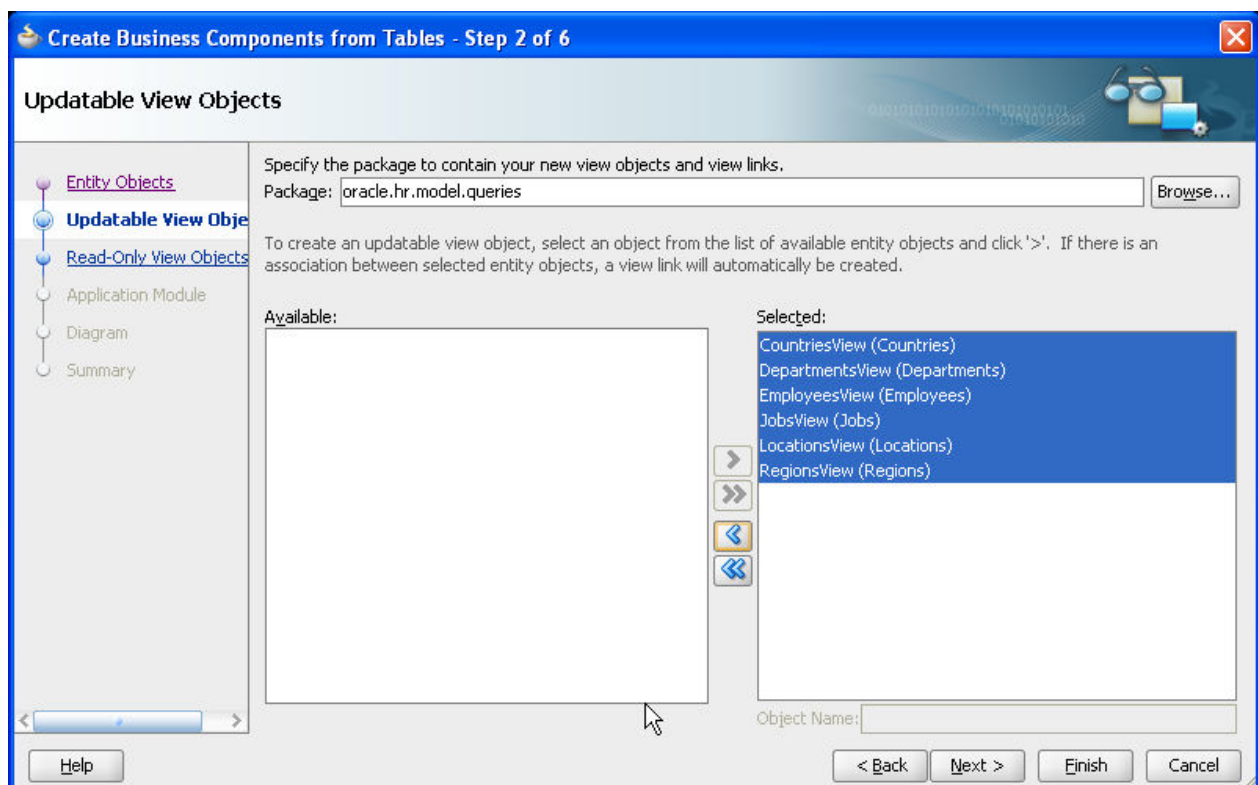 Create Business Components from Tables - Step 2 of 6
Updatable View Objects
Entity Objects
Updatable View Obje
Read-Only View Objects
Application Module
Diagram
Summary
Specify the package to contain your new view objects and view links.
Package: oracle.hr.model.queries
Browse...
To create an updatable view object, select an object from the list of available entity objects and click '>'. If there is an
association between selected entity objects, a view link will automatically be created.
Available:
Selected:
CountriesView (Countries)
DepartmentsView (Departments)
EmployeesView (Employees)
JobsView (Jobs)
LocationsView (Locations)
RegionsView (Regions)
Object Name:
Help
< Back
Next >
Finish
Cancel